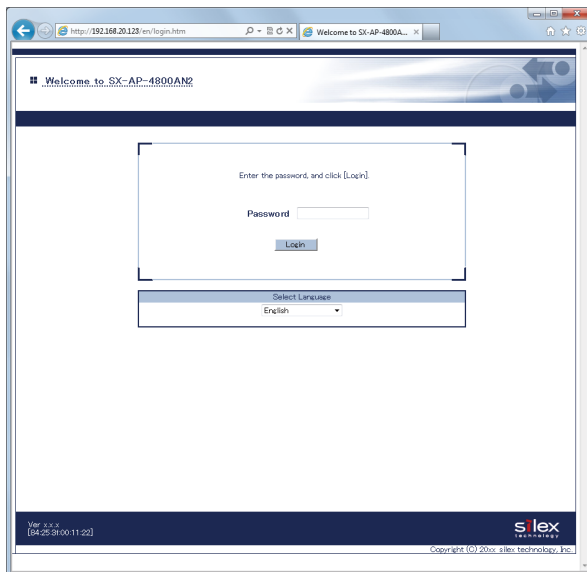 http://192.168.20.123/en/login.htm
Welcome to SX-AP-4800A...
Welcome to SX-AP-4800AN2
Enter the password, and click [Login].
Password
Login
Select Language
English
Ver x.x.x
[84:25:3f:00:11:22]
silex
technology
Copyright (C) 20xx silex technology, Inc.